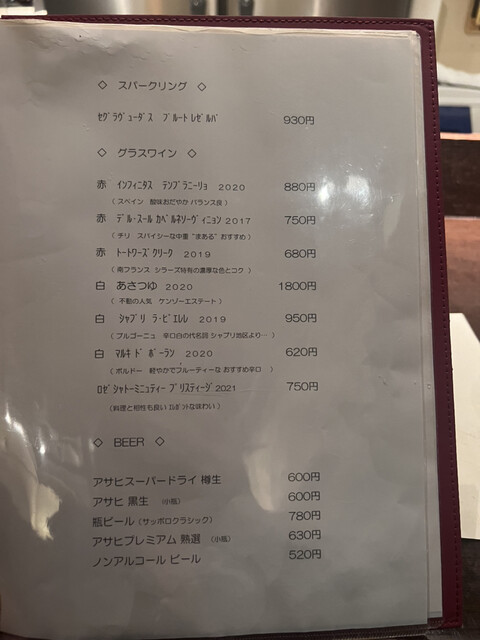 ◇ スパークリング ◇
ｾｸﾞﾗｳﾞｭｰﾀﾞｽ ﾌﾞﾙｰﾄ ﾚｾﾞﾙﾊﾞ 930円
◇ グラスワイン ◇
赤 ｲﾝﾌｨﾆﾀｽ ﾃﾝﾌﾟﾗﾆｰﾘｮ 2020 880円
（ スペイン 酸味おだやか バランス良 ）
赤 ﾃﾞﾙ･ｽｰﾙ ｶﾍﾞﾙﾈｿｰｳﾞｨﾆｮﾝ 2017 750円
（ チリ スパイシーな中重 “まある” おすすめ ）
赤 ﾄｰﾄﾜｰｽﾞｸﾘｰｸ 2019 680円
（ 南フランス シラーズ特有の濃厚な色とコク ）
白 あさつゆ 2020 1800円
（ 不動の人気 ケンゾーエステート ）
白 ｼｬﾌﾞﾘ ﾗ･ﾋﾟｴﾚﾚ 2019 950円
（ ブルゴーニュ 辛口白の代名詞 シャブリ地区より… ）
白 ﾏﾙｷ ﾄﾞ ﾎﾞｰﾗﾝ 2020 620円
（ ボルドー 軽やかでフルーティーな おすすめ辛口 ）
ﾛｾﾞ ｼｬﾄｰﾐﾆｭﾃｨｰ ﾌﾟﾘｽﾃｨｰｼﾞ 2021 750円
（料理と相性も良い ｴﾚｶﾞﾝﾄな味わい ）
◇ BEER ◇
アサヒスーパードライ 樽生 600円
アサヒ 黒生 （小瓶） 600円
瓶ビール（サッポロクラシック） 780円
アサヒプレミアム 熟選 （小瓶） 630円
ノンアルコール ビール 520円